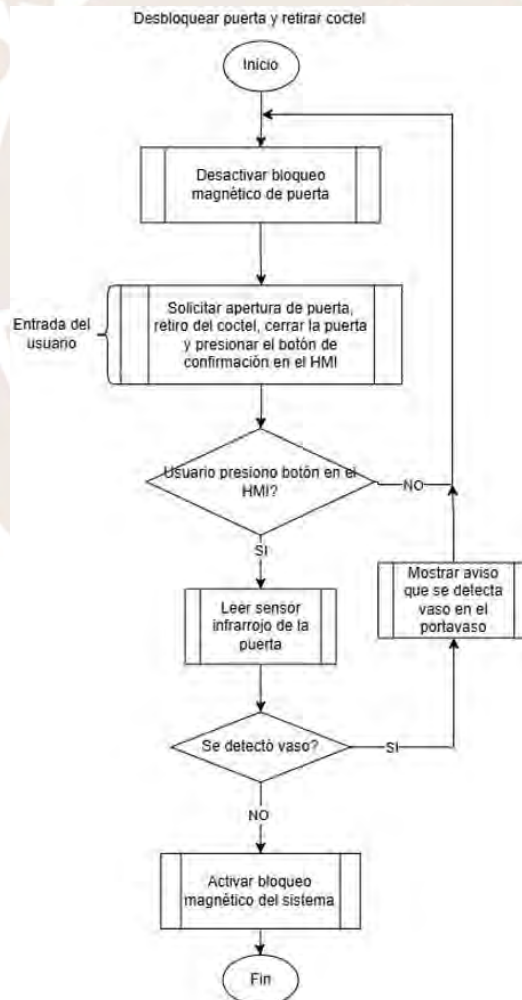 Desbloquear puerta y retirar coctel
Inicio
Desactivar bloqueo
magnético de puerta
Entrada del
usuario
Solicitar apertura de puerta,
retiro del coctel, cerrar la puerta
y presionar el botón de
confirmación en el HMI
Usuario presiono botón en el
HMI?
NO
SI
Mostrar aviso
que se detecta
vaso en el
portavaso
Leer sensor
infrarrojo de la
puerta
Se detectó vaso?
SI
NO
Activar bloqueo
magnético del sistema
Fin